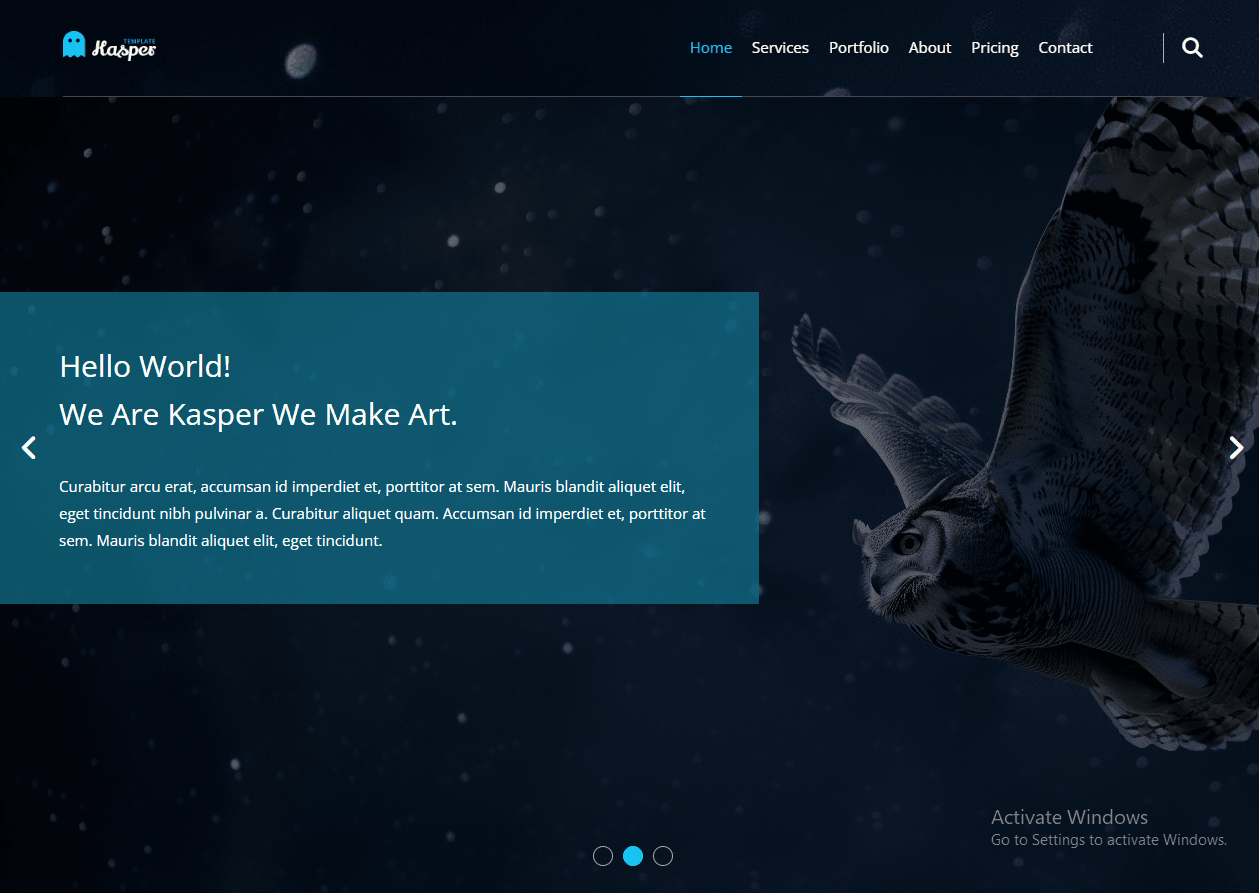 TEMPLATE
Kasper
Home Services Portfolio About Pricing Contact
Hello World!
We Are Kasper We Make Art.
Curabitur arcu erat, accumsan id imperdiet et, porttitor at sem. Mauris blandit aliquet elit,
eget tincidunt nibh pulvinar a. Curabitur aliquet quam. Accumsan id imperdiet et, porttitor at
sem. Mauris blandit aliquet elit, eget tincidunt.
Activate Windows
Go to Settings to activate Windows.